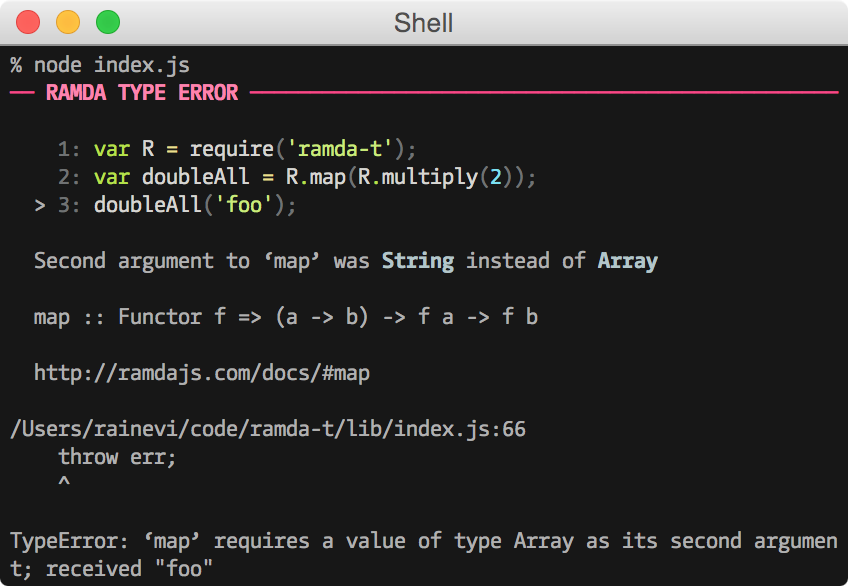 Shell
% node index.js
── RAMDA TYPE ERROR ──────────────────────────────────────────────────
1: var R = require('ramda-t');
2: var doubleAll = R.map(R.multiply(2));
> 3: doubleAll('foo');
Second argument to ‘map’ was String instead of Array
map :: Functor f => (a -> b) -> f a -> f b
http://ramdajs.com/docs/#map
/Users/rainevi/code/ramda-t/lib/index.js:66
throw err;
^
TypeError: ‘map’ requires a value of type Array as its second argumen
t; received "foo"